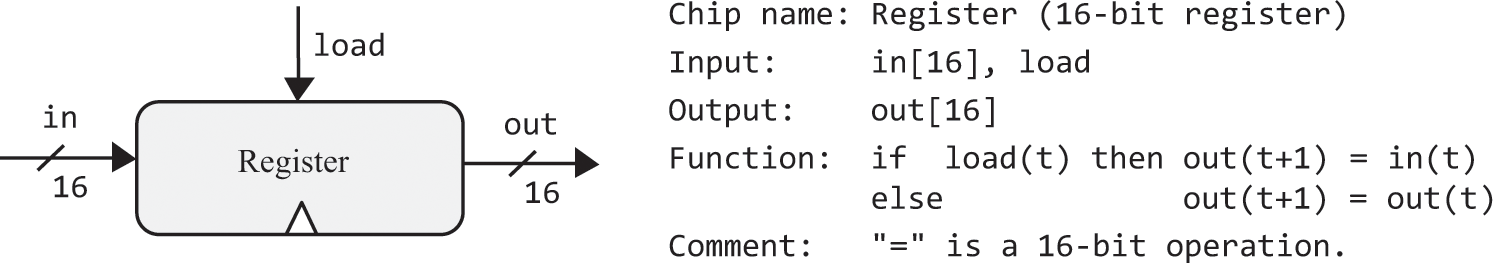 load
in
16
Register
out
16
Chip name: Register (16-bit register)
Input: in[16], load
Output: out[16]
Function: if load(t) then out(t+1) = in(t)
else out(t+1) = out(t)
Comment: "=" is a 16-bit operation.